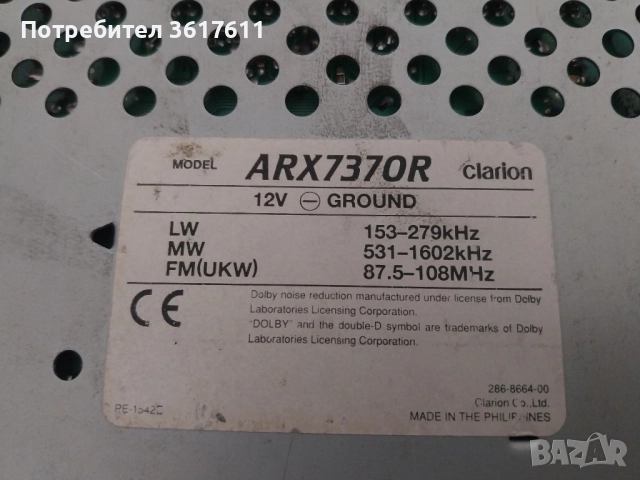 Потребител 3617611
MODEL ARX7370R clarion
12V ⊖ GROUND
LW 153–279kHz
MW 531–1602kHz
FM(UKW) 87.5–108MHz
CE
Dolby noise reduction manufactured under license from Dolby
Laboratories Licensing Corporation.
"DOLBY" and the double-D symbol are trademarks of Dolby
Laboratories Licensing Corporation.
286-8664-00
Clarion Co.,Ltd.
MADE IN THE PHILIPPINES
BAZAR